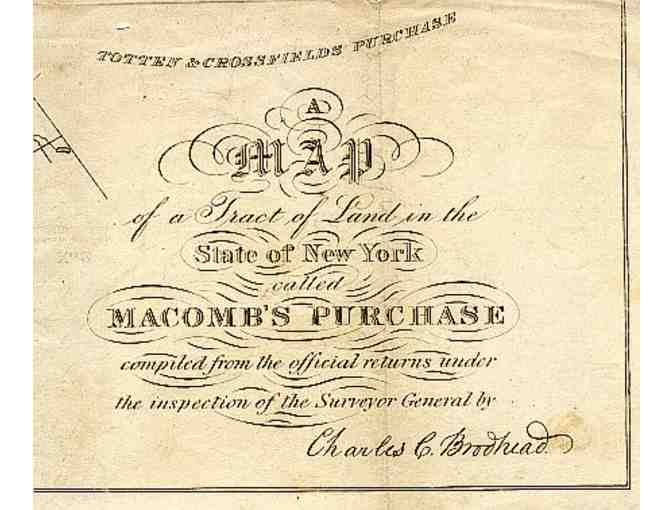 TOTTEN & CROSSFIELDS PURCHASE
A
MAP
of a Tract of Land in the
State of New York
called
MACOMB'S PURCHASE
compiled from the official returns under
the inspection of the Surveyor General by
Charles C. Brodhead.